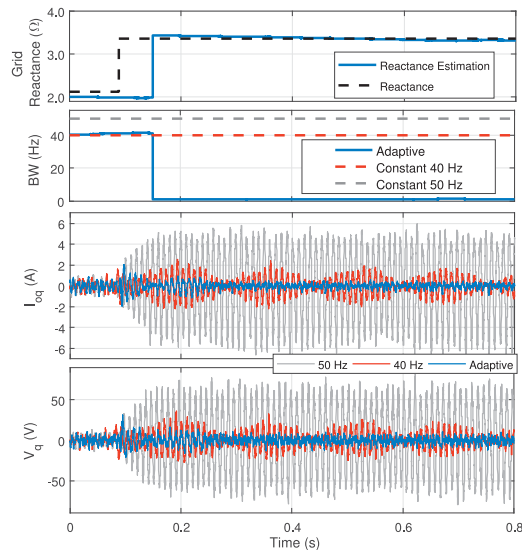 Grid
Reactance (Ω)
4.0
3.0
2.0
Reactance Estimation
Reactance
BW (Hz)
40
20
0
Adaptive
Constant 40 Hz
Constant 50 Hz
Ioq (A)
6
4
2
0
-2
-4
-6
50 Hz 40 Hz Adaptive
Vq (V)
50
0
-50
0 0.2 0.4 0.6 0.8
Time (s)